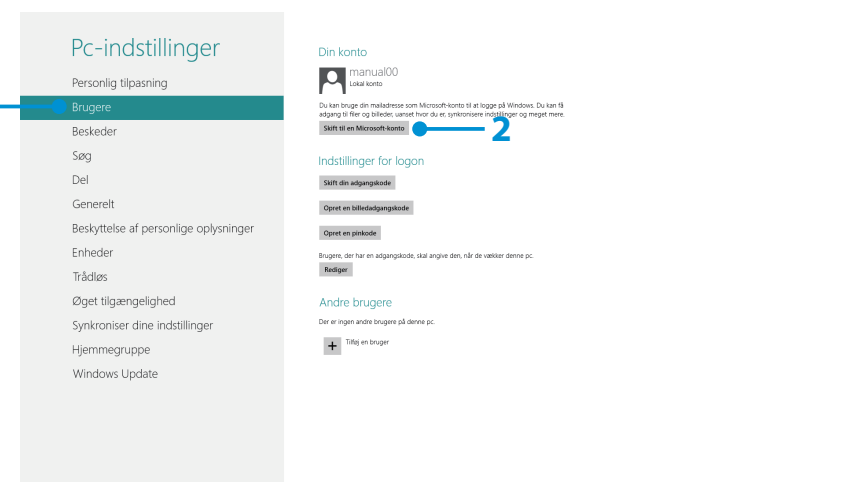 Pc-indstillinger
Personlig tilpasning
Brugere
Beskeder
Søg
Del
Generelt
Beskyttelse af personlige oplysninger
Enheder
Trådløs
Øget tilgængelighed
Synkroniser dine indstillinger
Hjemmegruppe
Windows Update
Din konto
manual00
Lokal konto
Du kan bruge din mailadresse som Microsoft-konto til at logge på Windows. Du kan få
adgang til filer og billeder, uanset hvor du er, synkronisere indstillinger og meget mere.
Skift til en Microsoft-konto
2
Indstillinger for logon
Skift din adgangskode
Opret en billedadgangskode
Opret en pinkode
Brugere, der har en adgangskode, skal angive den, når de vækker denne pc.
Rediger
Andre brugere
Der er ingen andre brugere på denne pc.
Tilføj en bruger